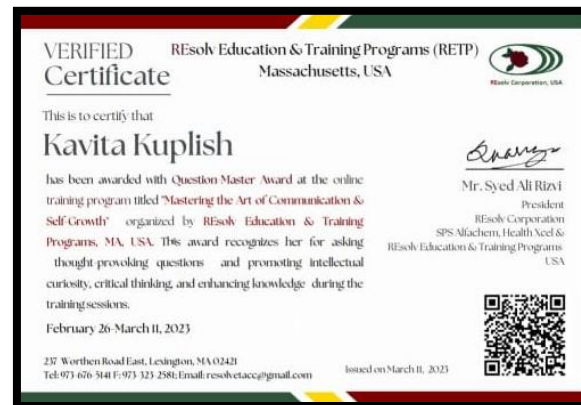 VERIFIED
Certificate
REsolv Education & Training Programs (RETP)
Massachusetts, USA
REsolv Corporation, USA
This is to certify that
Kavita Kuplish
has been awarded with Question Master Award at the online
training program titled "Mastering the Art of Communication &
Self-Growth" organized by REsolv Education & Training
Programs, MA, USA. This award recognizes her for asking
thought-provoking questions and promoting intellectual
curiosity, critical thinking, and enhancing knowledge during the
training sessions.
February 26-March 11, 2023
Mr. Syed Ali Rizvi
President
REsolv Corporation
SPS Alfachem, Health Xcel &
REsolv Education & Training Programs
USA
237 Worthen Road East, Lexington, MA 02421
Tel: 973-676-5141 F: 973-323-2581; Email: resolvetacc@gmail.com
Issued on March 11, 2023